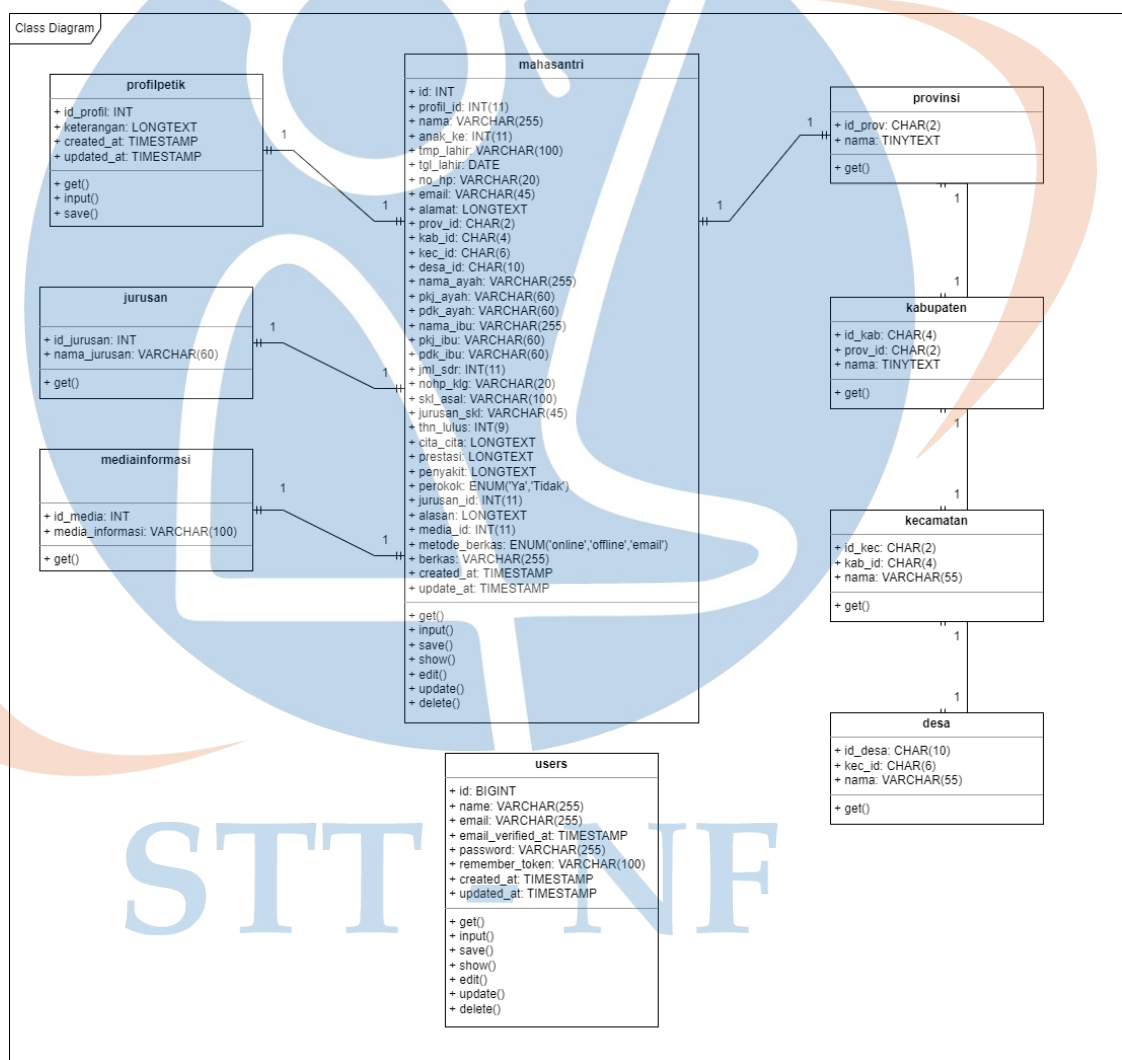 Class Diagram
profilpetik
+ id_profil: INT
+ keterangan: LONGTEXT
+ created_at: TIMESTAMP
+ updated_at: TIMESTAMP
+ get()
+ input()
+ save()
1
1
jurusan
+ id_jurusan: INT
+ nama_jurusan: VARCHAR(60)
+ get()
1
1
mediainformasi
+ id_media: INT
+ media_informasi: VARCHAR(100)
+ get()
1
1
mahasantri
+ id: INT
+ profil_id: INT(11)
+ nama: VARCHAR(255)
+ anak_ke: INT(11)
+ tmp_lahir: VARCHAR(100)
+ tgl_lahir: DATE
+ no_hp: VARCHAR(20)
+ email: VARCHAR(45)
+ alamat: LONGTEXT
+ prov_id: CHAR(2)
+ kab_id: CHAR(4)
+ kec_id: CHAR(6)
+ desa_id: CHAR(10)
+ nama_ayah: VARCHAR(255)
+ pkj_ayah: VARCHAR(60)
+ pdk_ayah: VARCHAR(60)
+ nama_ibu: VARCHAR(255)
+ pkj_ibu: VARCHAR(60)
+ pdk_ibu: VARCHAR(60)
+ jml_sdr: INT(11)
+ nohp_klg: VARCHAR(20)
+ skl_asal: VARCHAR(100)
+ jurusan_skl: VARCHAR(45)
+ thn_lulus: INT(9)
+ cita_cita: LONGTEXT
+ prestasi: LONGTEXT
+ penyakit: LONGTEXT
+ perokok: ENUM('Ya','Tidak')
+ jurusan_id: INT(11)
+ alasan: LONGTEXT
+ media_id: INT(11)
+ metode_berkas: ENUM('online','offline','email')
+ berkas: VARCHAR(255)
+ created_at: TIMESTAMP
+ update_at: TIMESTAMP
+ get()
+ input()
+ save()
+ show()
+ edit()
+ update()
+ delete()
1
1
provinsi
+ id_prov: CHAR(2)
+ nama: TINYTEXT
+ get()
1
1
kabupaten
+ id_kab: CHAR(4)
+ prov_id: CHAR(2)
+ nama: TINYTEXT
+ get()
1
1
kecamatan
+ id_kec: CHAR(2)
+ kab_id: CHAR(4)
+ nama: VARCHAR(55)
+ get()
1
1
desa
+ id_desa: CHAR(10)
+ kec_id: CHAR(6)
+ nama: VARCHAR(55)
+ get()
users
+ id: BIGINT
+ name: VARCHAR(255)
+ email: VARCHAR(255)
+ email_verified_at: TIMESTAMP
+ password: VARCHAR(255)
+ remember_token: VARCHAR(100)
+ created_at: TIMESTAMP
+ updated_at: TIMESTAMP
+ get()
+ input()
+ save()
+ show()
+ edit()
+ update()
+ delete()
STT - NF